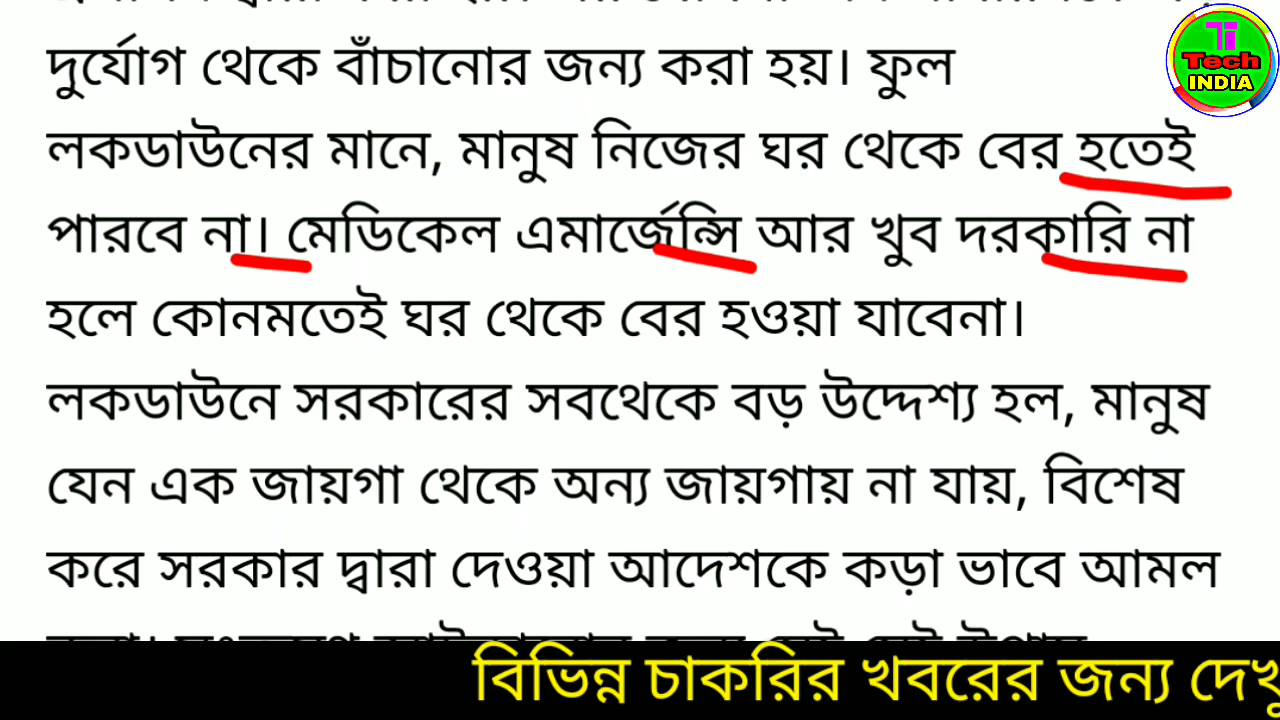 দুর্যোগ থেকে বাঁচানোর জন্য করা হয়। ফুল
লকডাউনের মানে, মানুষ নিজের ঘর থেকে বের হতেই
পারবে না। মেডিকেল এমার্জেন্সি আর খুব দরকারি না
হলে কোনমতেই ঘর থেকে বের হওয়া যাবেনা।
লকডাউনে সরকারের সবথেকে বড় উদ্দেশ্য হল, মানুষ
যেন এক জায়গা থেকে অন্য জায়গায় না যায়, বিশেষ
করে সরকার দ্বারা দেওয়া আদেশকে কড়া ভাবে আমল
বিভিন্ন চাকরির খবরের জন্য দেখু
Ti
Tech
INDIA